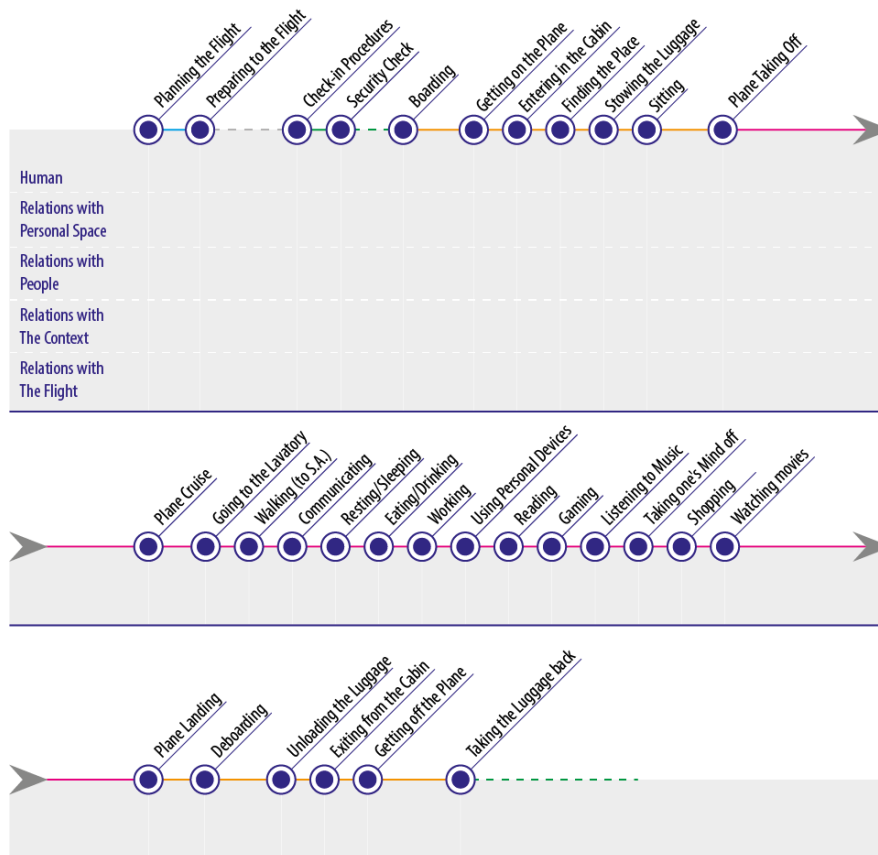 Planning the Flight
Preparing to the Flight
Check-in Procedures
Security Check
Boarding
Getting on the Plane
Entering in the Cabin
Finding the Place
Stowing the Luggage
Sitting
Plane Taking Off
Human
Relations with
Personal Space
Relations with
People
Relations with
The Context
Relations with
The Flight
Plane Cruise
Going to the Lavatory
Walking (to S.A.)
Communicating
Resting/Sleeping
Eating/Drinking
Working
Using Personal Devices
Reading
Gaming
Listening to Music
Taking one's Mind off
Shopping
Watching movies
Plane Landing
Deboarding
Unloading the Luggage
Exiting from the Cabin
Getting off the Plane
Taking the Luggage back